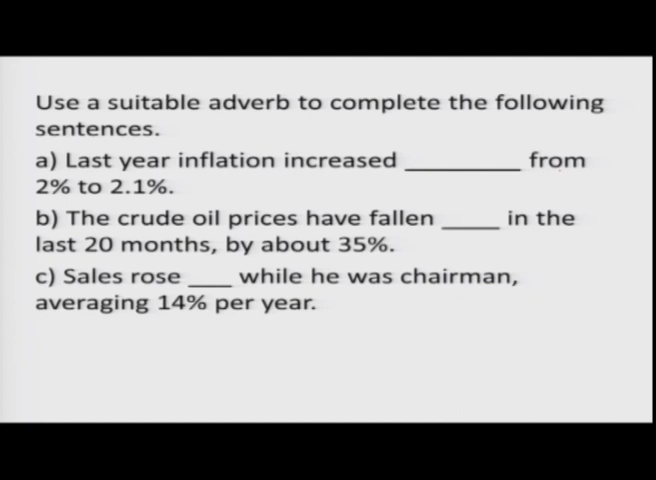 Use a suitable adverb to complete the following
sentences.
a) Last year inflation increased __________ from
2% to 2.1%.
b) The crude oil prices have fallen _____ in the
last 20 months, by about 35%.
c) Sales rose ____ while he was chairman,
averaging 14% per year.